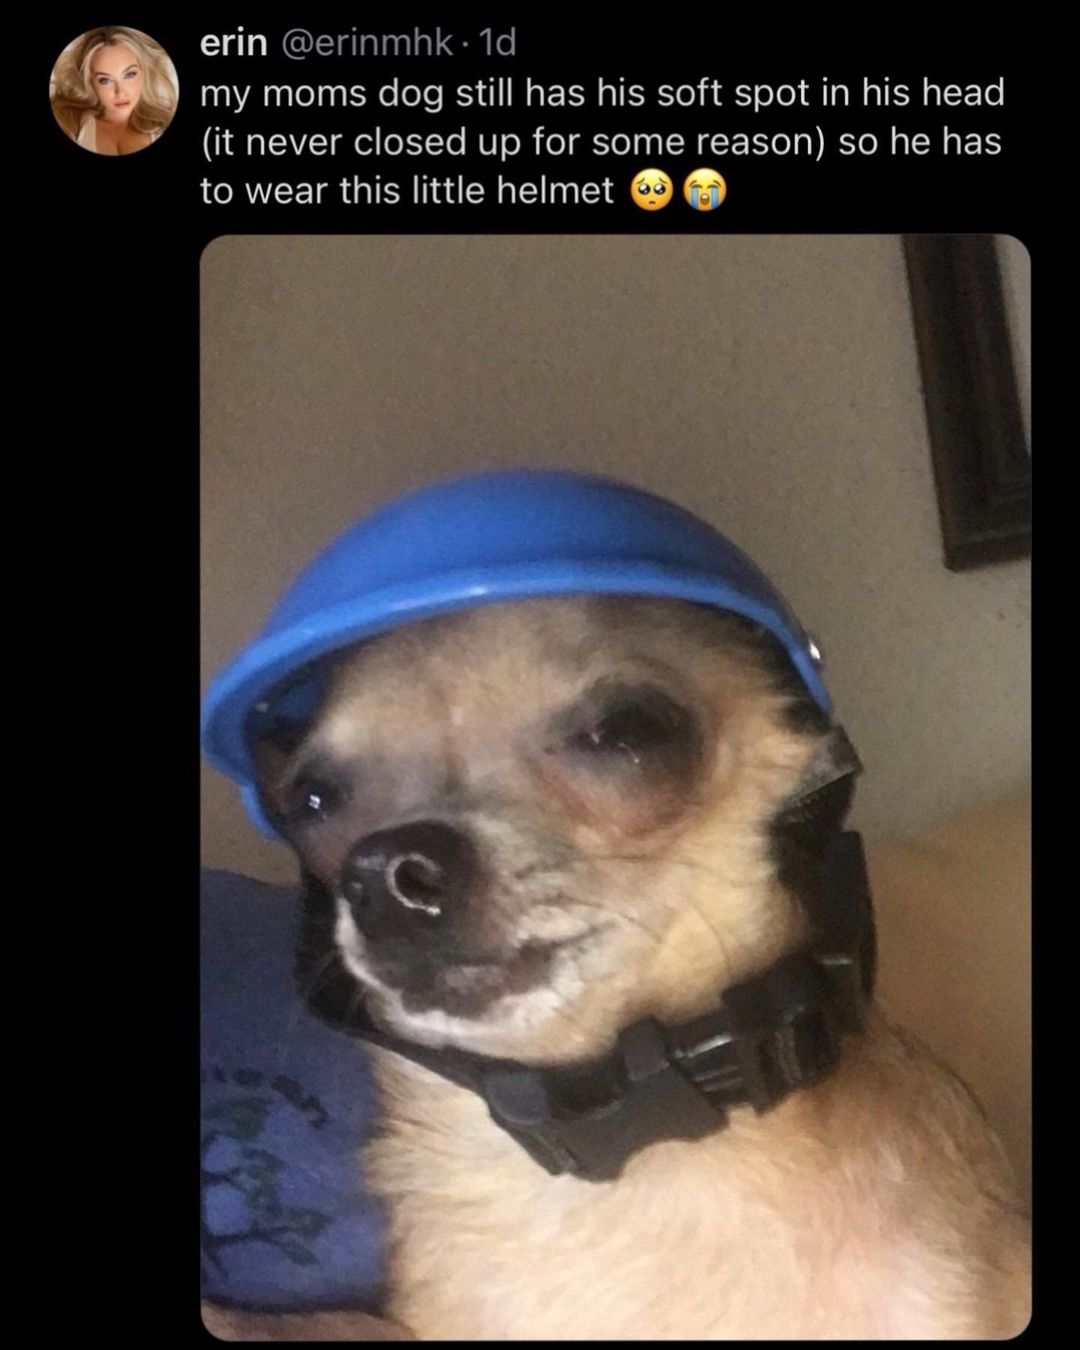 erin @erinmhk · 1d
my moms dog still has his soft spot in his head
(it never closed up for some reason) so he has
to wear this little helmet 🥺😭